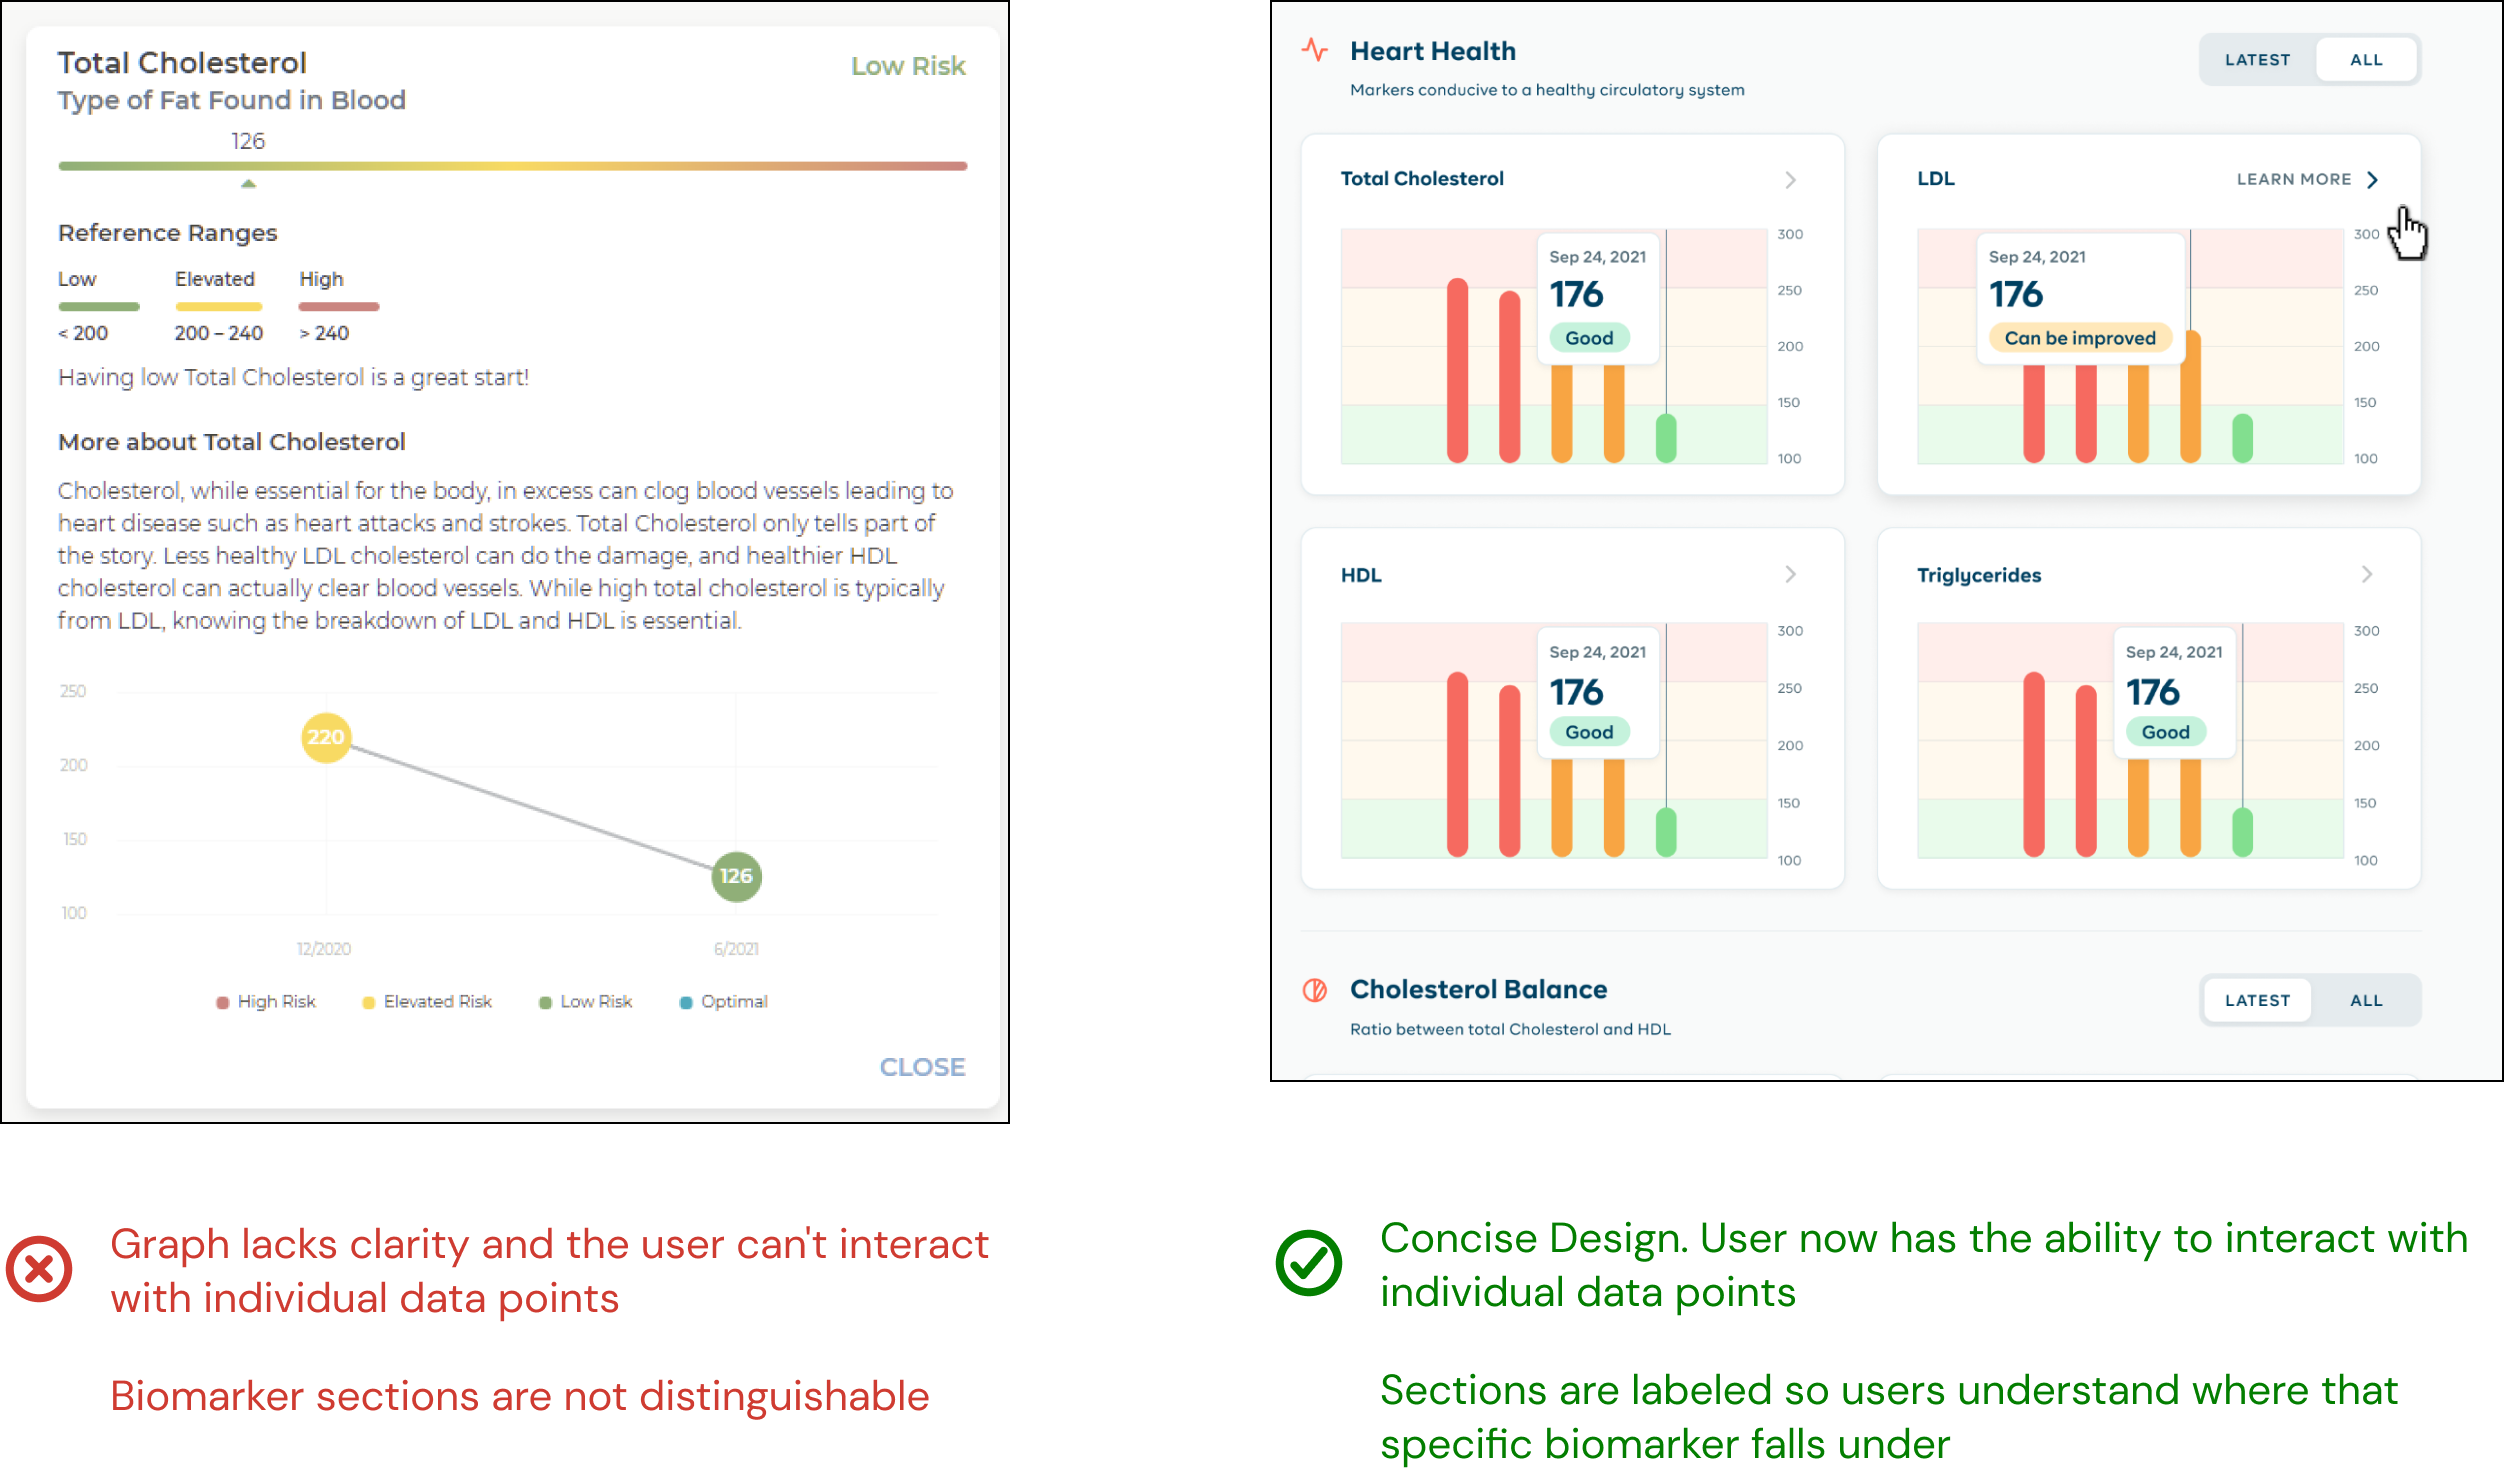 Total Cholesterol
Low Risk
Type of Fat Found in Blood
126
Reference Ranges
Low Elevated High
< 200 200 – 240 > 240
Having low Total Cholesterol is a great start!
More about Total Cholesterol
Cholesterol, while essential for the body, in excess can clog blood vessels leading to
heart disease such as heart attacks and strokes. Total Cholesterol only tells part of
the story. Less healthy LDL cholesterol can do the damage, and healthier HDL
cholesterol can actually clear blood vessels. While high total cholesterol is typically
from LDL, knowing the breakdown of LDL and HDL is essential.
250
220
200
150
126
100
12/2020 6/2021
High Risk Elevated Risk Low Risk Optimal
CLOSE
Graph lacks clarity and the user can't interact
with individual data points
Biomarker sections are not distinguishable
Heart Health
LATEST ALL
Markers conducive to a healthy circulatory system
Total Cholesterol
Sep 24, 2021
176
Good
300
250
200
150
100
LDL
LEARN MORE
Sep 24, 2021
176
Can be improved
300
250
200
150
100
HDL
Sep 24, 2021
176
Good
300
250
200
150
100
Triglycerides
Sep 24, 2021
176
Good
300
250
200
150
100
Cholesterol Balance
LATEST ALL
Ratio between total Cholesterol and HDL
Concise Design. User now has the ability to interact with
individual data points
Sections are labeled so users understand where that
specific biomarker falls under